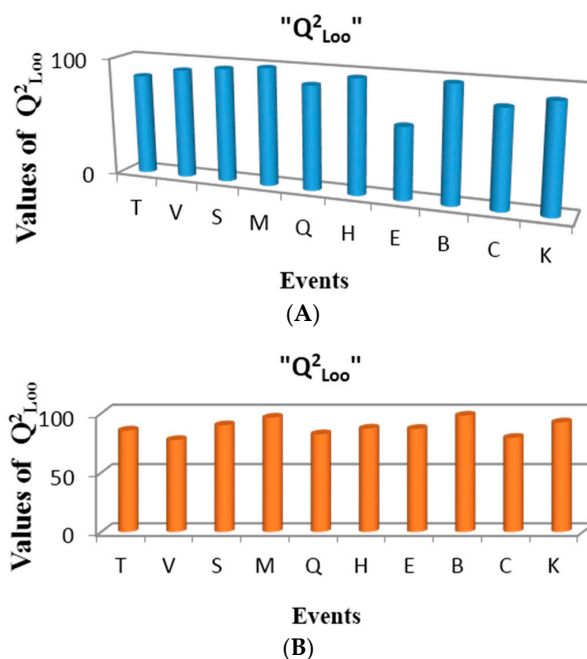 "Q²Loo"
Values of Q²Loo
100
0
T V S M Q H E B C K
Events
(A)
"Q²Loo"
Values of Q²Loo
100
50
0
T V S M Q H E B C K
Events
(B)